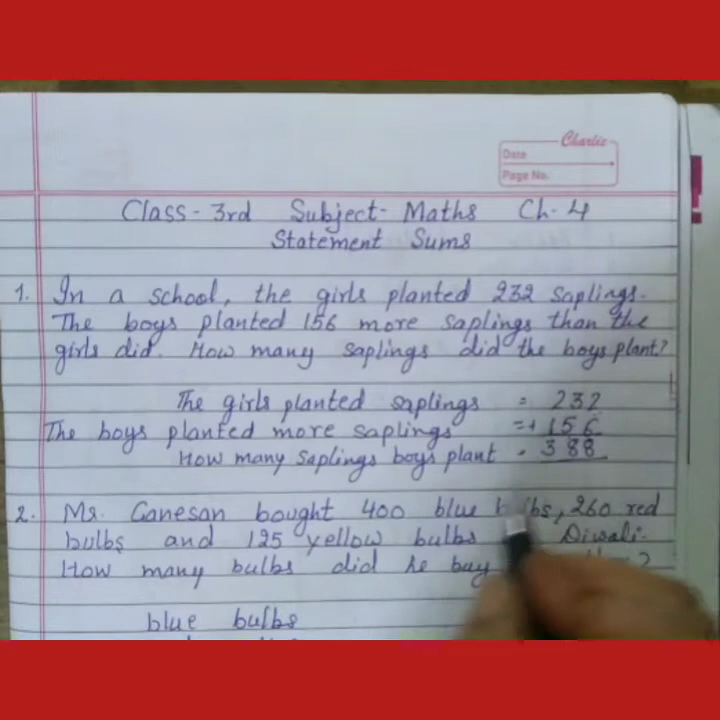 Charlie
Date
Page No.
Class - 3rd Subject - Maths Ch. 4
Statement Sums
1. In a school, the girls planted 232 saplings.
The boys planted 156 more saplings than the
girls did. How many saplings did the boys plant?
The girls planted saplings = 232
The boys planted more saplings = + 156
How many saplings boys plant = 388
2. Mr. Ganesan bought 400 blue bulbs, 260 red
bulbs and 125 yellow bulbs Diwali.
How many bulbs did he buy
blue bulbs